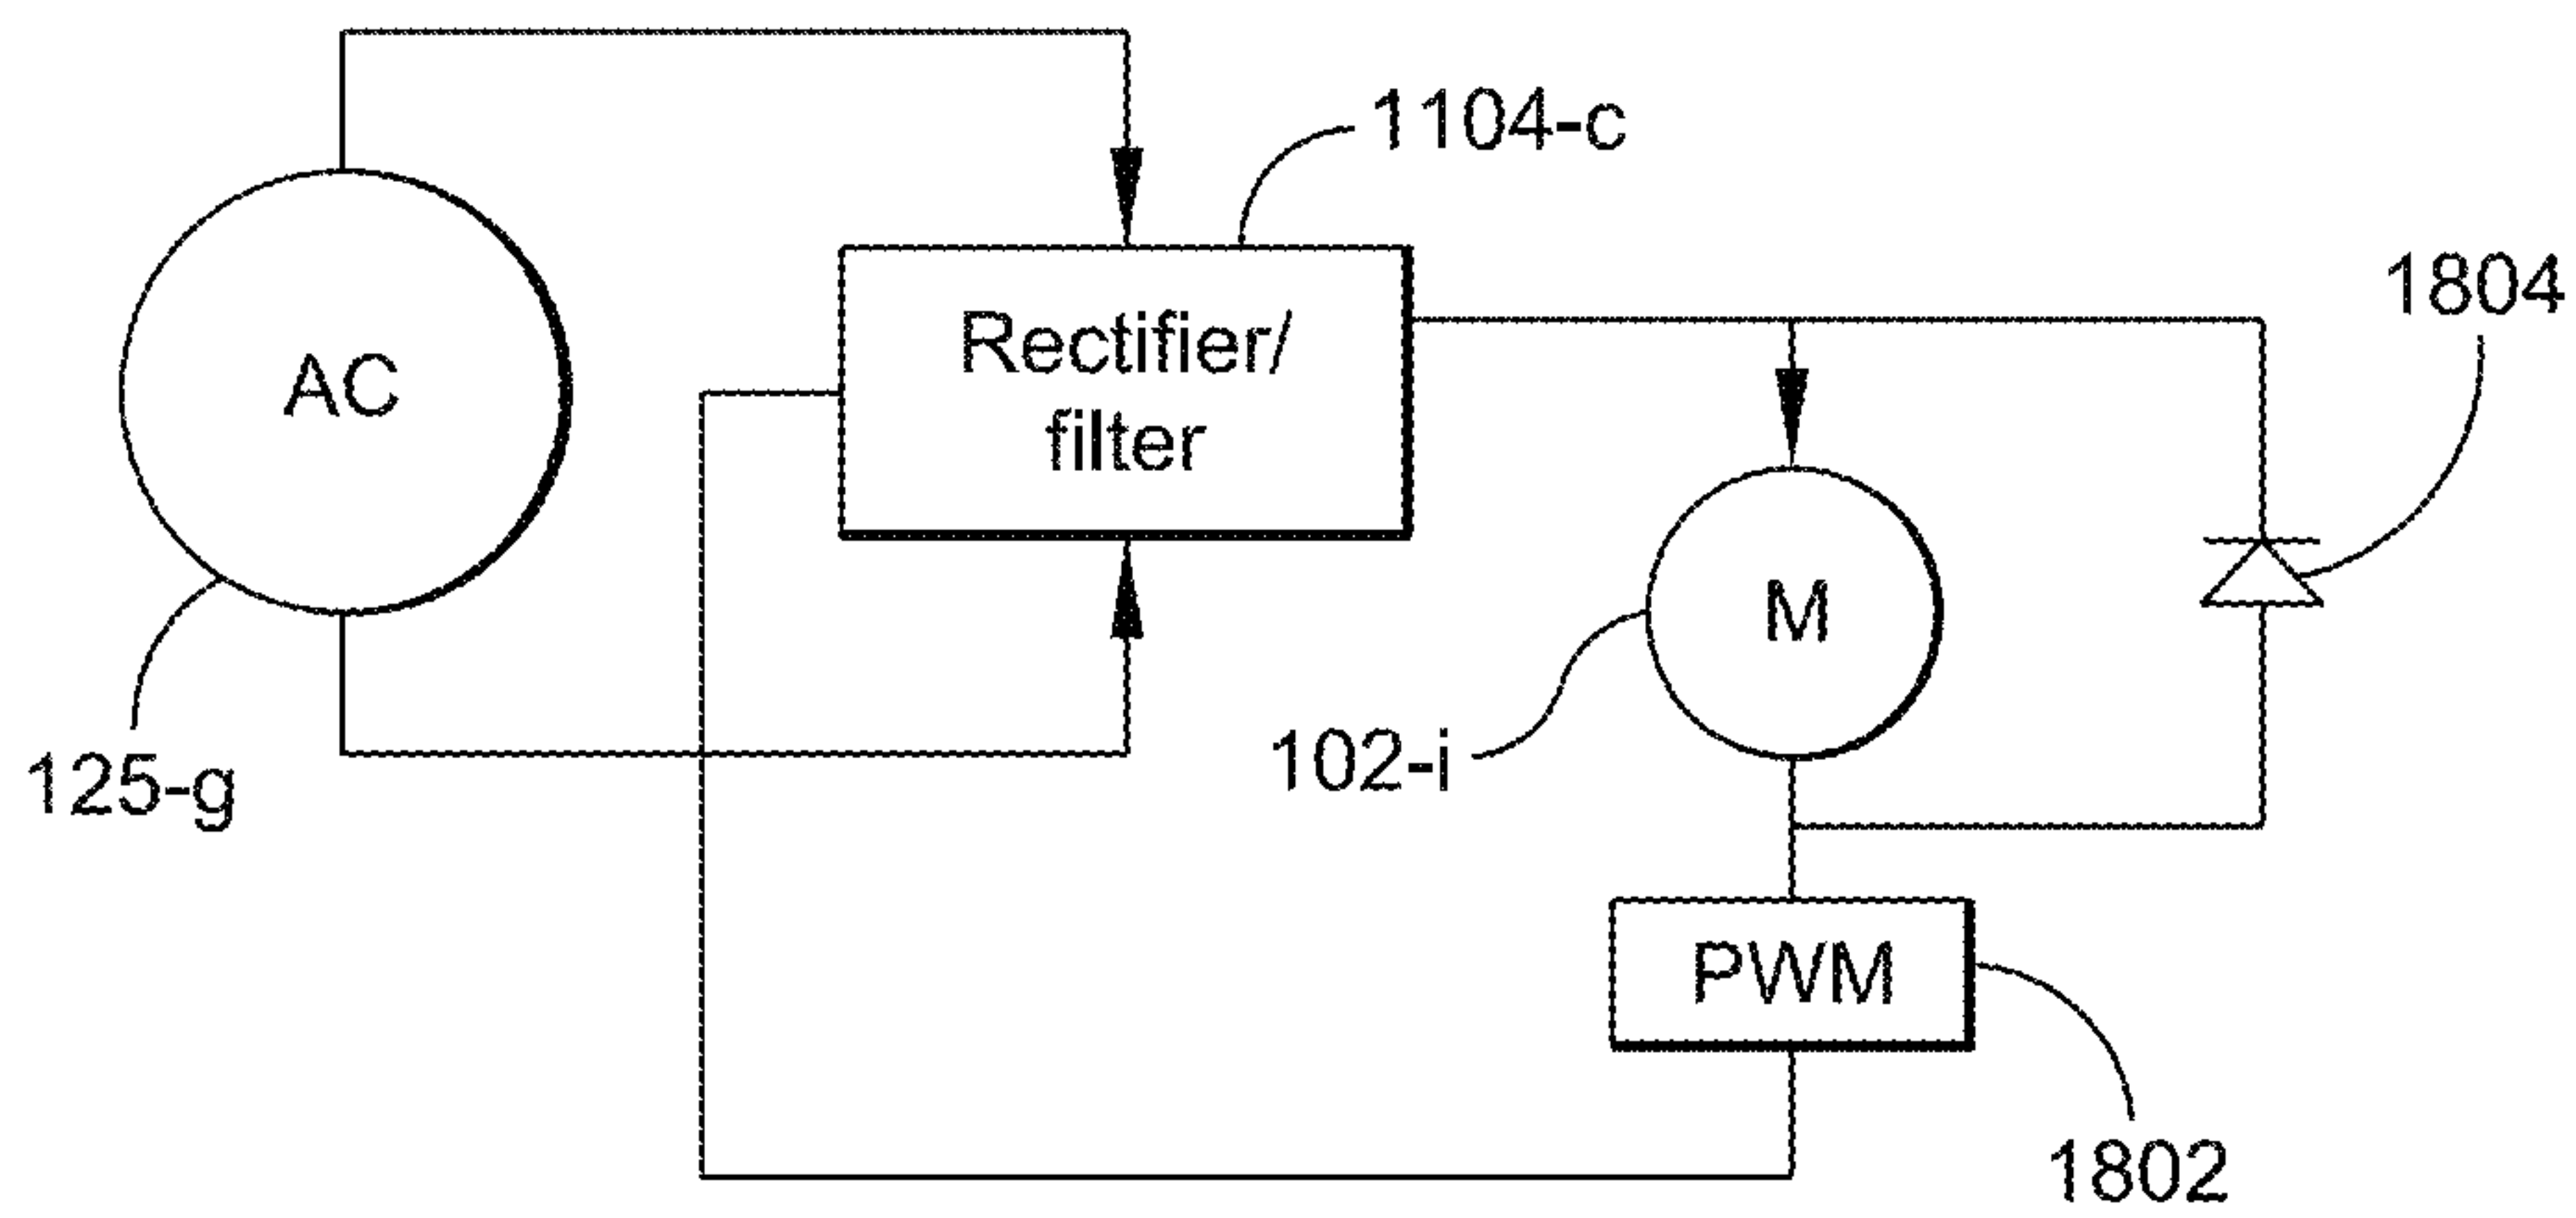 1104-c
AC
Rectifier/
filter
1804
M
102-i
125-g
PWM
1802